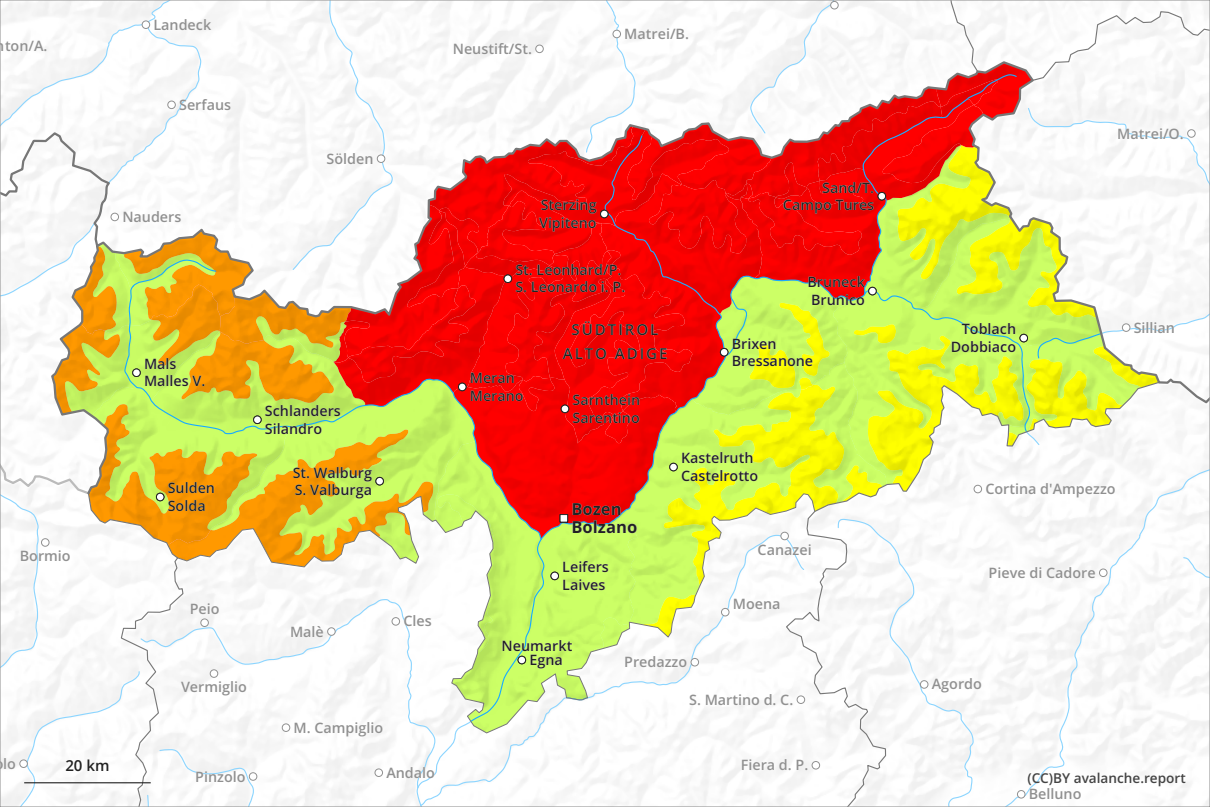 Landeck
nton/A.
Neustift/St.
Matrei/B.
Serfaus
Matrei/O.
Sölden
Sand/T.
Campo Tures
Sterzing
Vipiteno
Nauders
St. Leonhard/P.
S. Leonardo i. P.
Bruneck
Brunico
SÜDTIROL
ALTO ADIGE
Toblach
Dobbiaco
Sillian
Brixen
Bressanone
Mals
Malles V.
Meran
Merano
Sarnthein
Sarentino
Schlanders
Silandro
Kastelruth
Castelrotto
St. Walburg
S. Valburga
Sulden
Solda
Cortina d'Ampezzo
Bozen
Bolzano
Canazei
Bormio
Leifers
Laives
Pieve di Cadore
Peio
Moena
Cles
Malè
Neumarkt
Egna
Predazzo
Vermiglio
Agordo
S. Martino d. C.
M. Campiglio
Fiera d. P.
olo
20 km
Pinzolo
Andalo
(CC)BY avalanche.report
Belluno